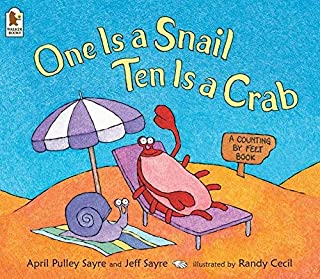 WALKER
BOOKS
One Is a Snail
Ten Is a Crab
A COUNTING
BY FEET
BOOK
April Pulley Sayre and Jeff Sayre illustrated by Randy Cecil